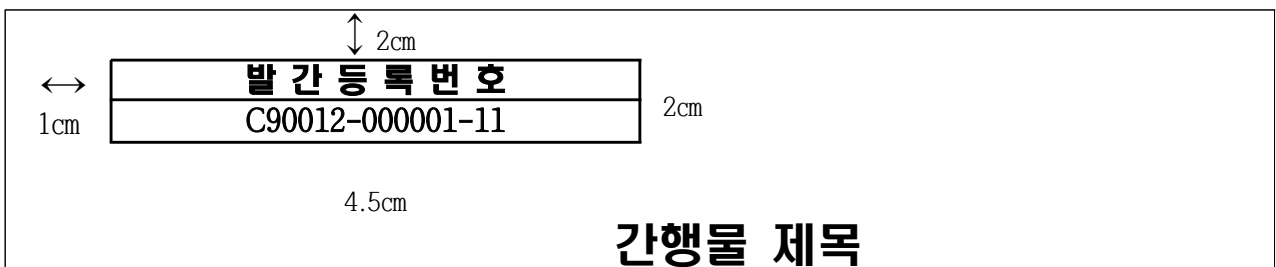 2cm
발 간 등 록 번 호
1cm
C90012-000001-11
2cm
4.5cm
간행물 제목